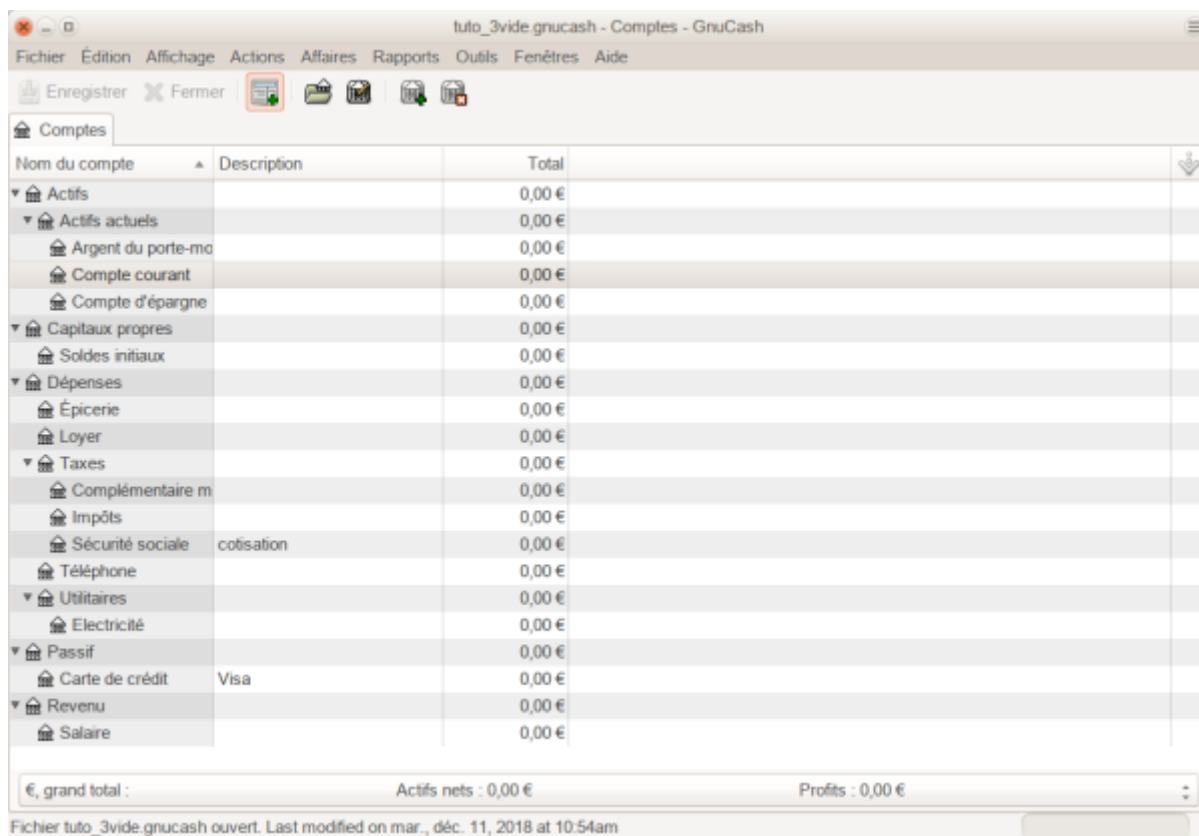 tuto_3vide.gnucash - Comptes - GnuCash
Fichier Édition Affichage Actions Affaires Rapports Outils Fenêtres Aide
Enregistrer Fermer
Comptes
Nom du compte Description Total
Actifs 0,00 €
Actifs actuels 0,00 €
Argent du porte-mo 0,00 €
Compte courant 0,00 €
Compte d'épargne 0,00 €
Capitaux propres 0,00 €
Soldes initiaux 0,00 €
Dépenses 0,00 €
Épicerie 0,00 €
Loyer 0,00 €
Taxes 0,00 €
Complémentaire m 0,00 €
Impôts 0,00 €
Sécurité sociale cotisation 0,00 €
Téléphone 0,00 €
Utilitaires 0,00 €
Electricité 0,00 €
Passif 0,00 €
Carte de crédit Visa 0,00 €
Revenu 0,00 €
Salaire 0,00 €
€, grand total : Actifs nets : 0,00 € Profits : 0,00 €
Fichier tuto_3vide.gnucash ouvert. Last modified on mar., déc. 11, 2018 at 10:54am